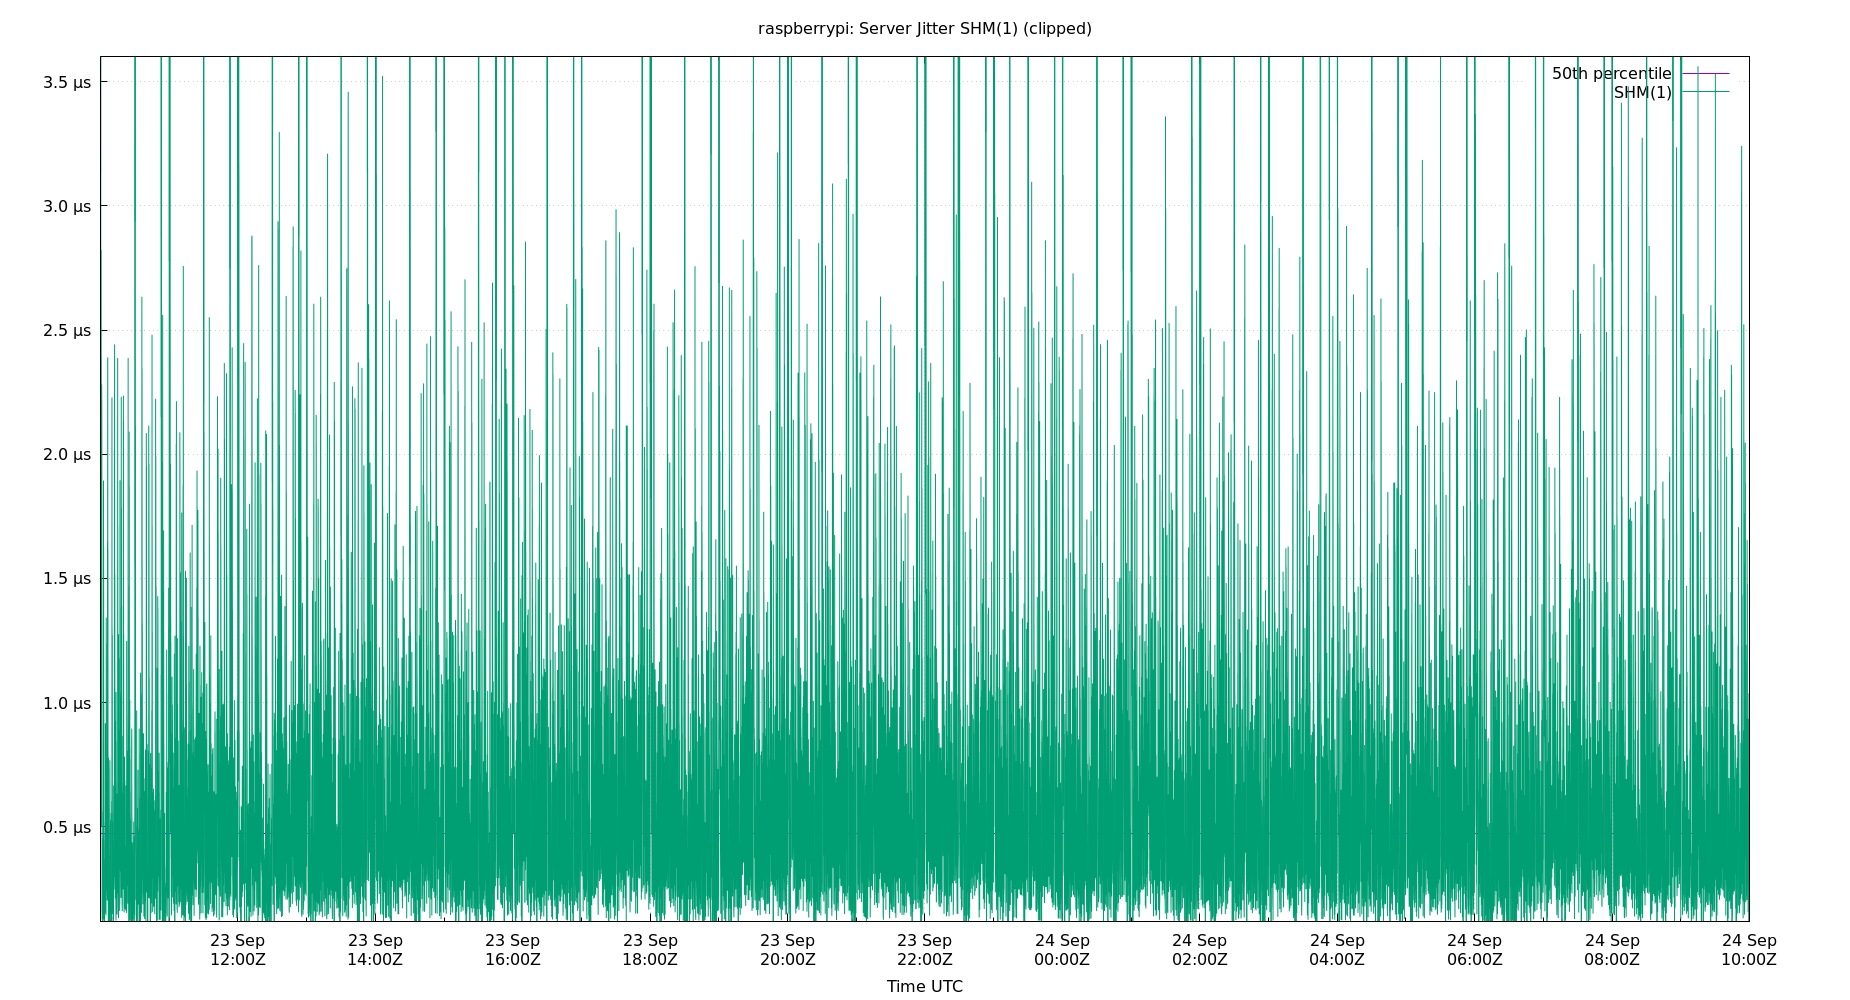 raspberrypi: Server Jitter SHM(1) (clipped)
50th percentile
SHM(1)
3.5 µs
3.0 µs
2.5 µs
2.0 µs
1.5 µs
1.0 µs
0.5 µs
23 Sep 23 Sep 23 Sep 23 Sep 23 Sep 23 Sep 24 Sep 24 Sep 24 Sep 24 Sep 24 Sep 24 Sep
12:00Z 14:00Z 16:00Z 18:00Z 20:00Z 22:00Z 00:00Z 02:00Z 04:00Z 06:00Z 08:00Z 10:00Z
Time UTC